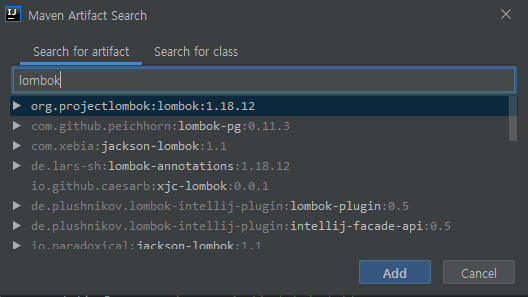 IJ Maven Artifact Search
Search for artifact Search for class
lombok
org.projectlombok:lombok:1.18.12
com.github.peichhorn:lombok-pg:0.11.3
com.xebia:jackson-lombok:1.1
de.lars-sh:lombok-annotations:1.18.12
io.github.caesarb:xjc-lombok:0.0.1
de.plushnikov.lombok-intellij-plugin:lombok-plugin:0.5
de.plushnikov.lombok-intellij-plugin:intellij-facade-api:0.5
io.paradoxical:jackson-lombok:1.1
Add Cancel